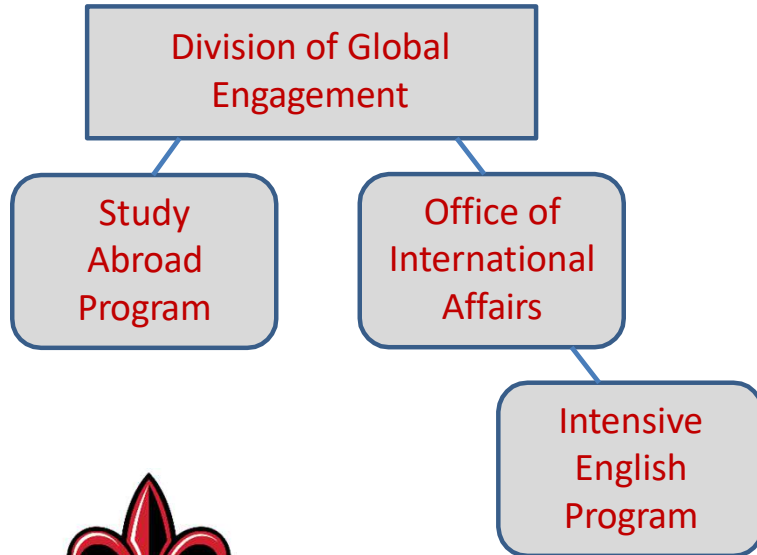 Division of Global
Engagement
Study
Abroad
Program
Office of
International
Affairs
Intensive
English
Program